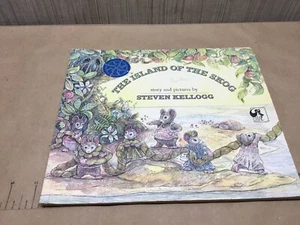 THE ISLAND OF THE SKOG
story and pictures by
STEVEN KELLOGG